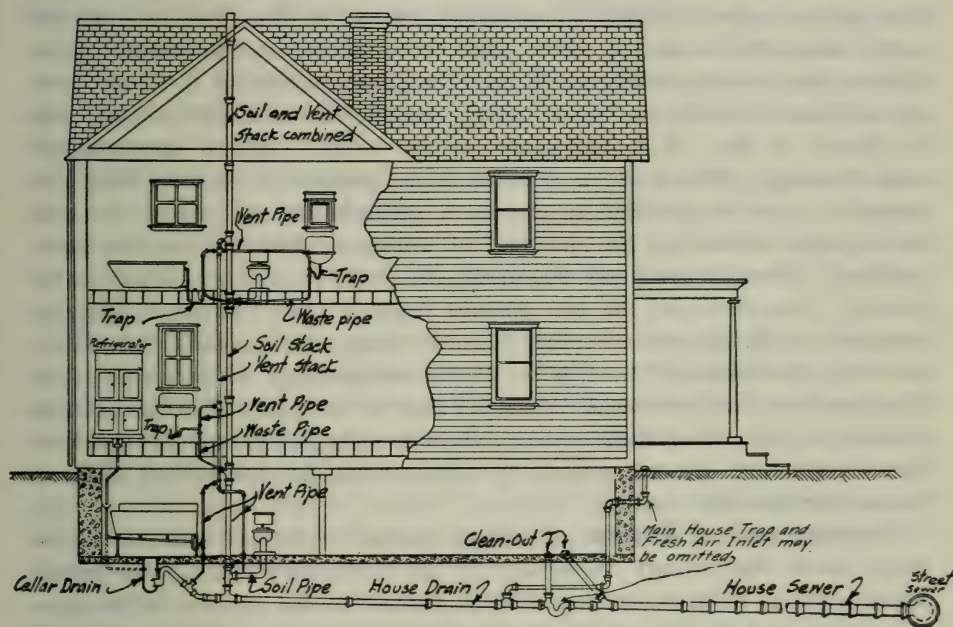 Soil and Vent
Stack combined
Vent Pipe
Trap
Trap
Waste pipe
Refrigerator
Soil Stack
Vent Stack
Vent Pipe
Trap
Waste Pipe
Vent Pipe
Clean-Out
Main House Trap and
Fresh Air Inlet may
be omitted
Cellar Drain
Soil Pipe
House Drain
House Sewer
Street
Sewer